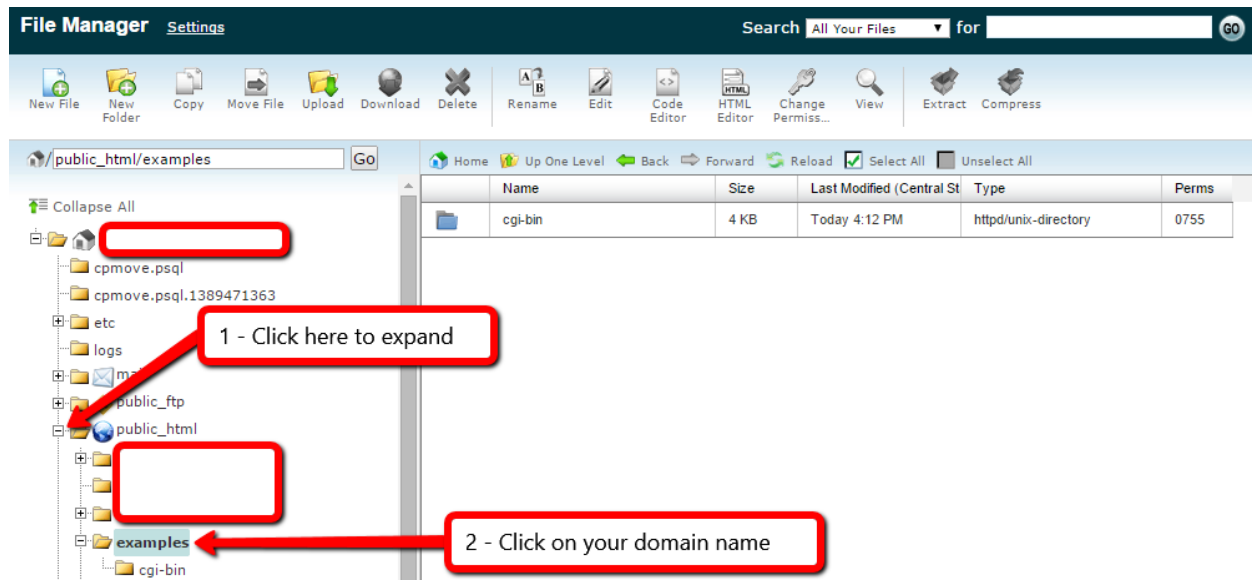 File Manager Settings
Search All Your Files for GO
New File
New Folder
Copy
Move File
Upload
Download
Delete
Rename
Edit
Code Editor
HTML Editor
Change Permiss...
View
Extract
Compress
/public_html/examples Go
Home Up One Level Back Forward Reload Select All Unselect All
Name Size Last Modified (Central St Type Perms
cgi-bin 4 KB Today 4:12 PM httpd/unix-directory 0755
Collapse All
cpmove.psql
cpmove.psql.1389471363
etc
logs
1 - Click here to expand
public_ftp
public_html
examples
2 - Click on your domain name
cgi-bin